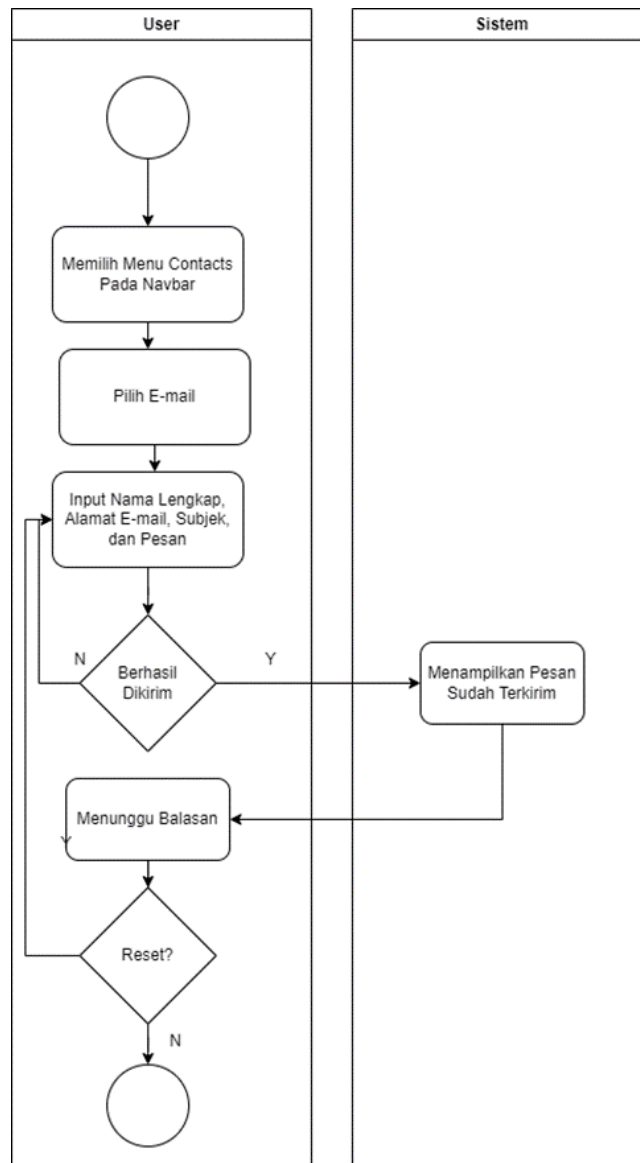 User
Sistem
Memilih Menu Contacts
Pada Navbar
Pilih E-mail
Input Nama Lengkap,
Alamat E-mail, Subjek,
dan Pesan
N
Berhasil
Dikirim
Y
Menampilkan Pesan
Sudah Terkirim
Menunggu Balasan
Y
Reset?
N